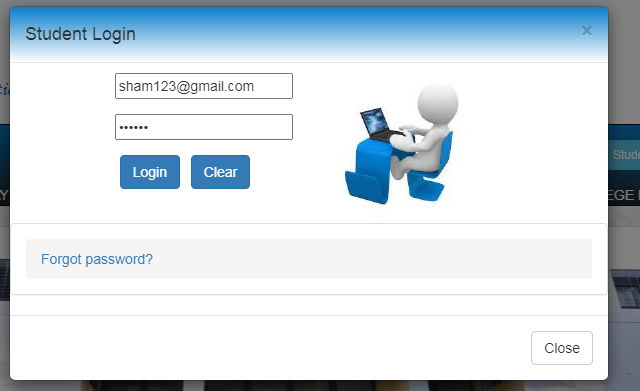 Student Login
×
sham123@gmail.com
••••••
Login Clear
Forgot password?
Close